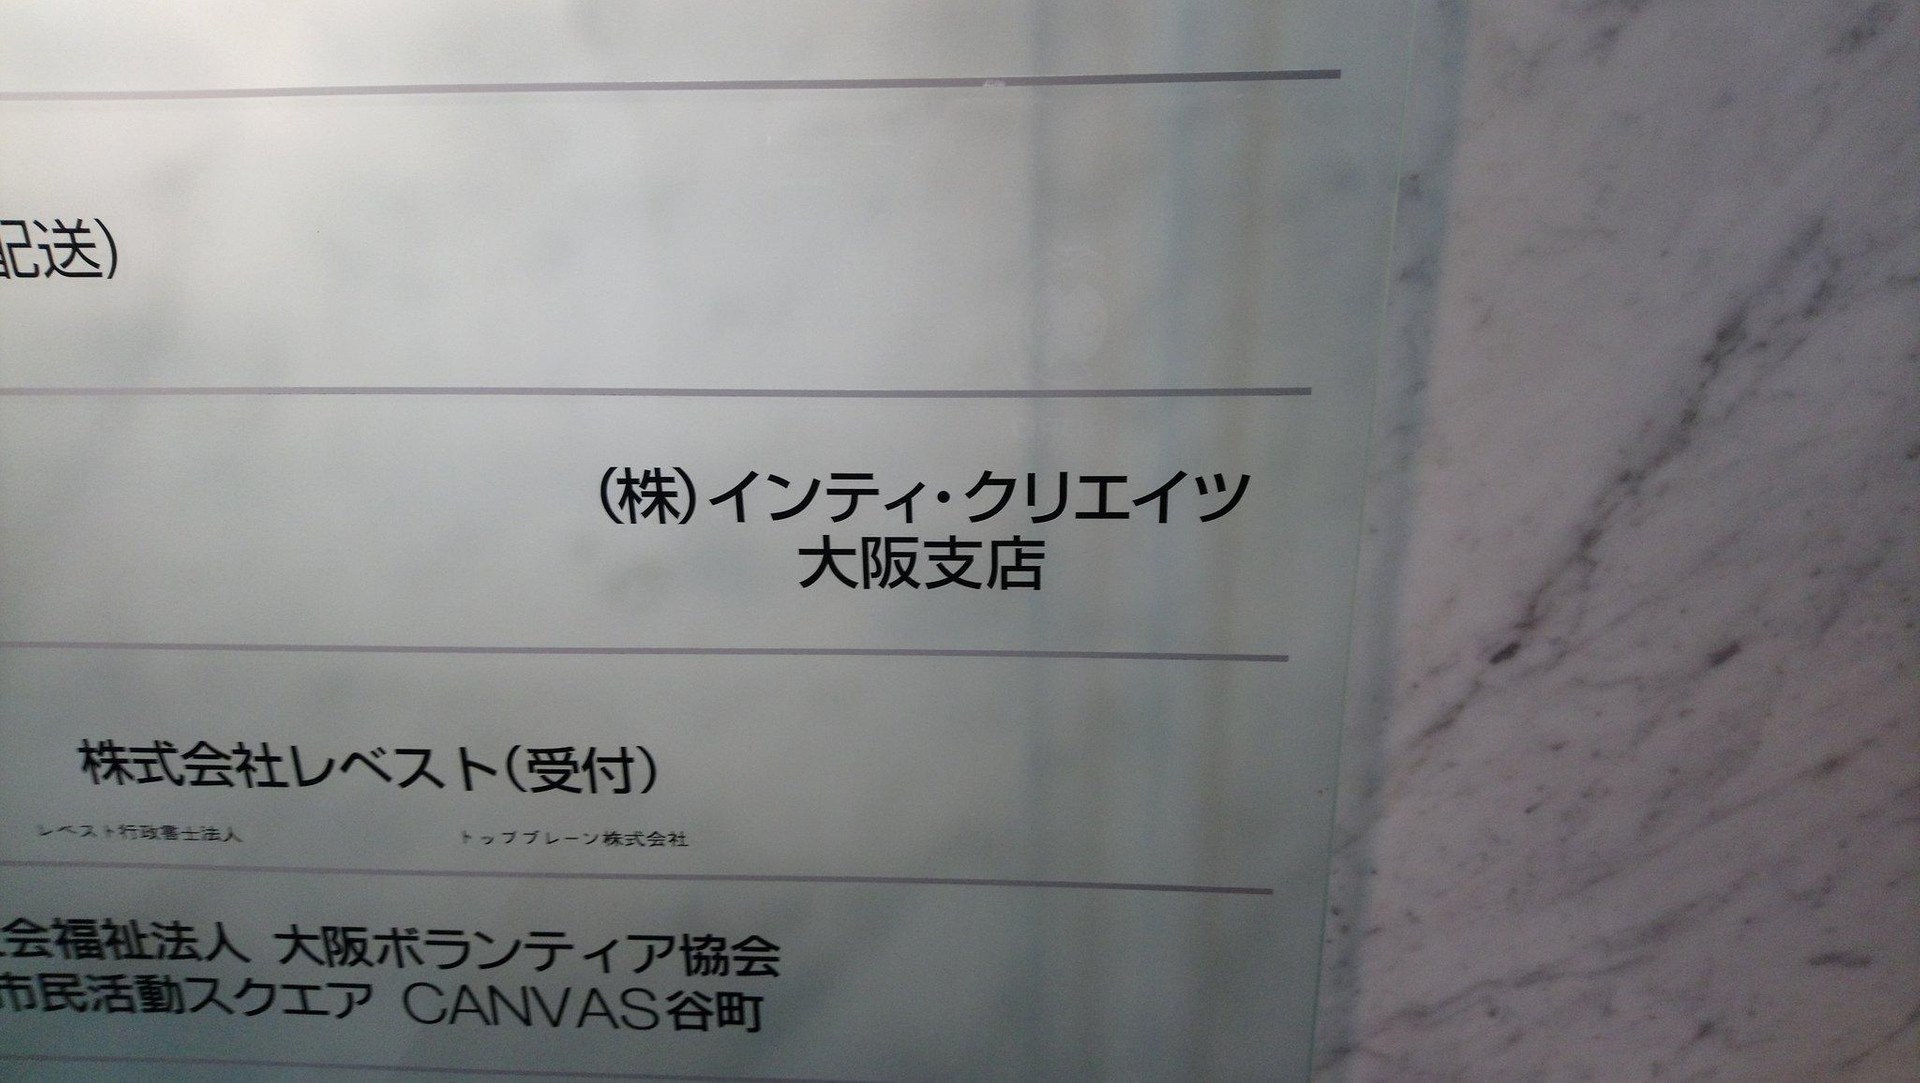 配送)
(株)インティ・クリエイツ
大阪支店
株式会社レベスト(受付)
レベスト行政書士法人 トップブレーン株式会社
会福祉法人 大阪ボランティア協会
市民活動スクエア CANVAS谷町